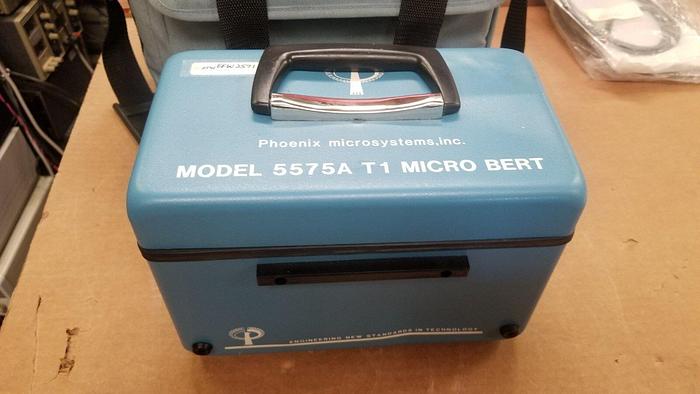 Phoenix microsystems,inc.
MODEL 5575A T1 MICRO BERT
ENGINEERING NEW STANDARDS IN TECHNOLOGY